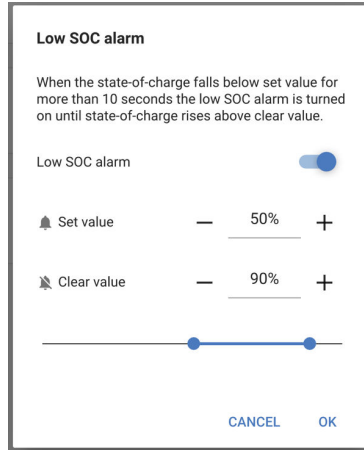 Low SOC alarm
When the state-of-charge falls below set value for
more than 10 seconds the low SOC alarm is turned
on until state-of-charge rises above clear value.
Low SOC alarm
Set value — 50% +
Clear value — 90% +
CANCEL OK